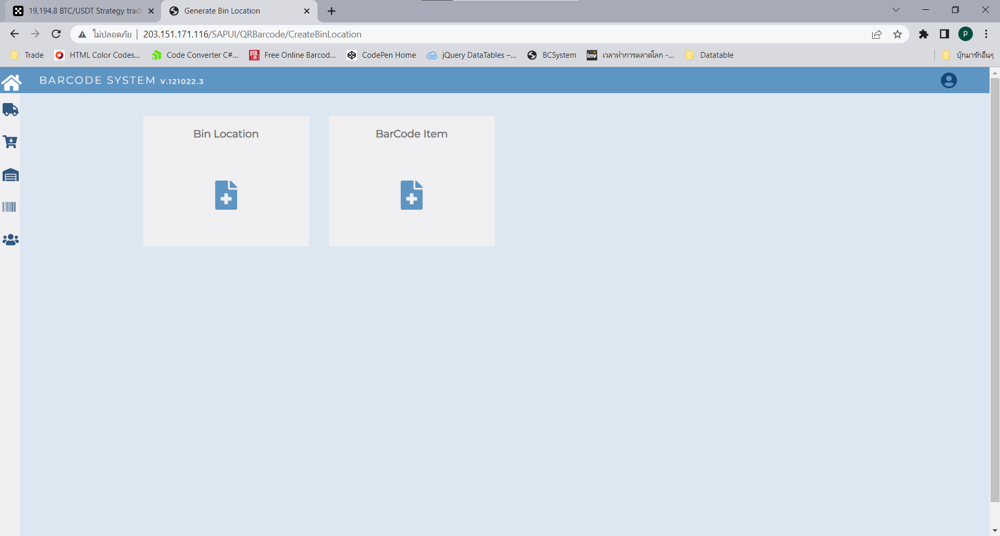 19,194.8 BTC/USDT Strategy tradi
Generate Bin Location
ไม่ปลอดภัย 203.151.171.116/SAPUI/QRBarcode/CreateBinLocation
P
Trade HTML Color Codes... Code Converter C#... Free Online Barcod... CodePen Home jQuery DataTables –... BCSystem Inv เวลาทำการตลาดโลก -... Datatable บุ๊กมาร์กอื่นๆ
BARCODE SYSTEM V.121022.3
Bin Location BarCode Item